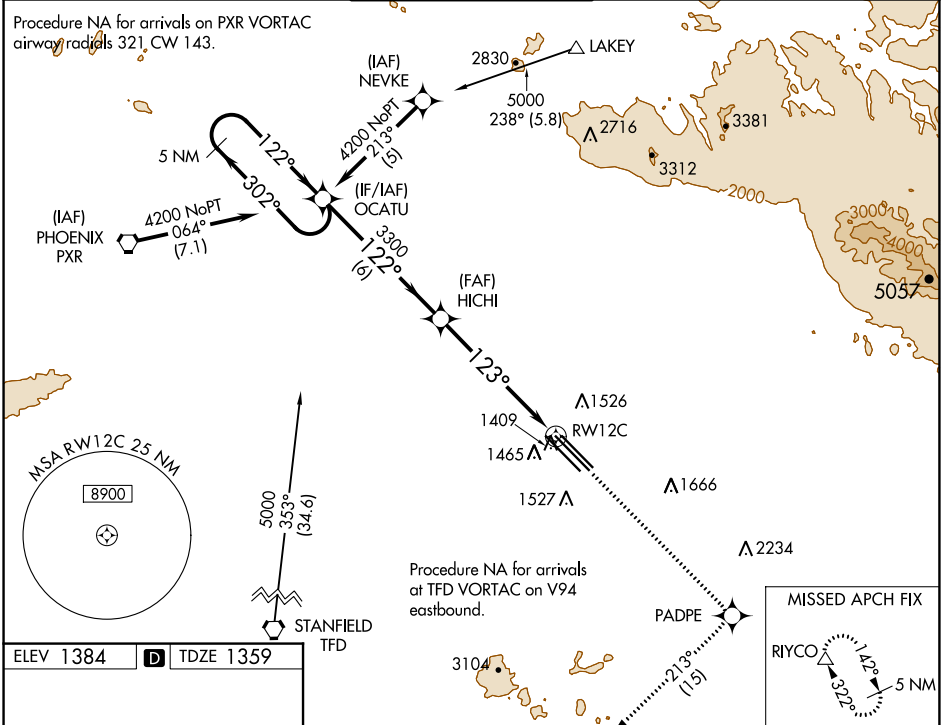 Procedure NA for arrivals on PXR VORTAC
airway radials 321 CW 143.
(IAF)
NEVKE
2830
LAKEY
5000
238° (5.8)
2716
3381
3312
2000
3000
4000
5057
4200 NoPT
213°
(5)
5 NM
122°
302°
(IF/IAF)
OCATU
(IAF)
PHOENIX
PXR
4200 NoPT
064°
(7.1)
3300
122°
(6)
(FAF)
HICHI
123°
1526
1409
RW12C
1465
1527
1666
2234
MSA RW12C 25 NM
8900
5000
353°
(34.6)
STANFIELD
TFD
Procedure NA for arrivals
at TFD VORTAC on V94
eastbound.
PADPE
213°
(15)
3104
MISSED APCH FIX
RIYCO
142°
322°
5 NM
ELEV 1384 D TDZE 1359